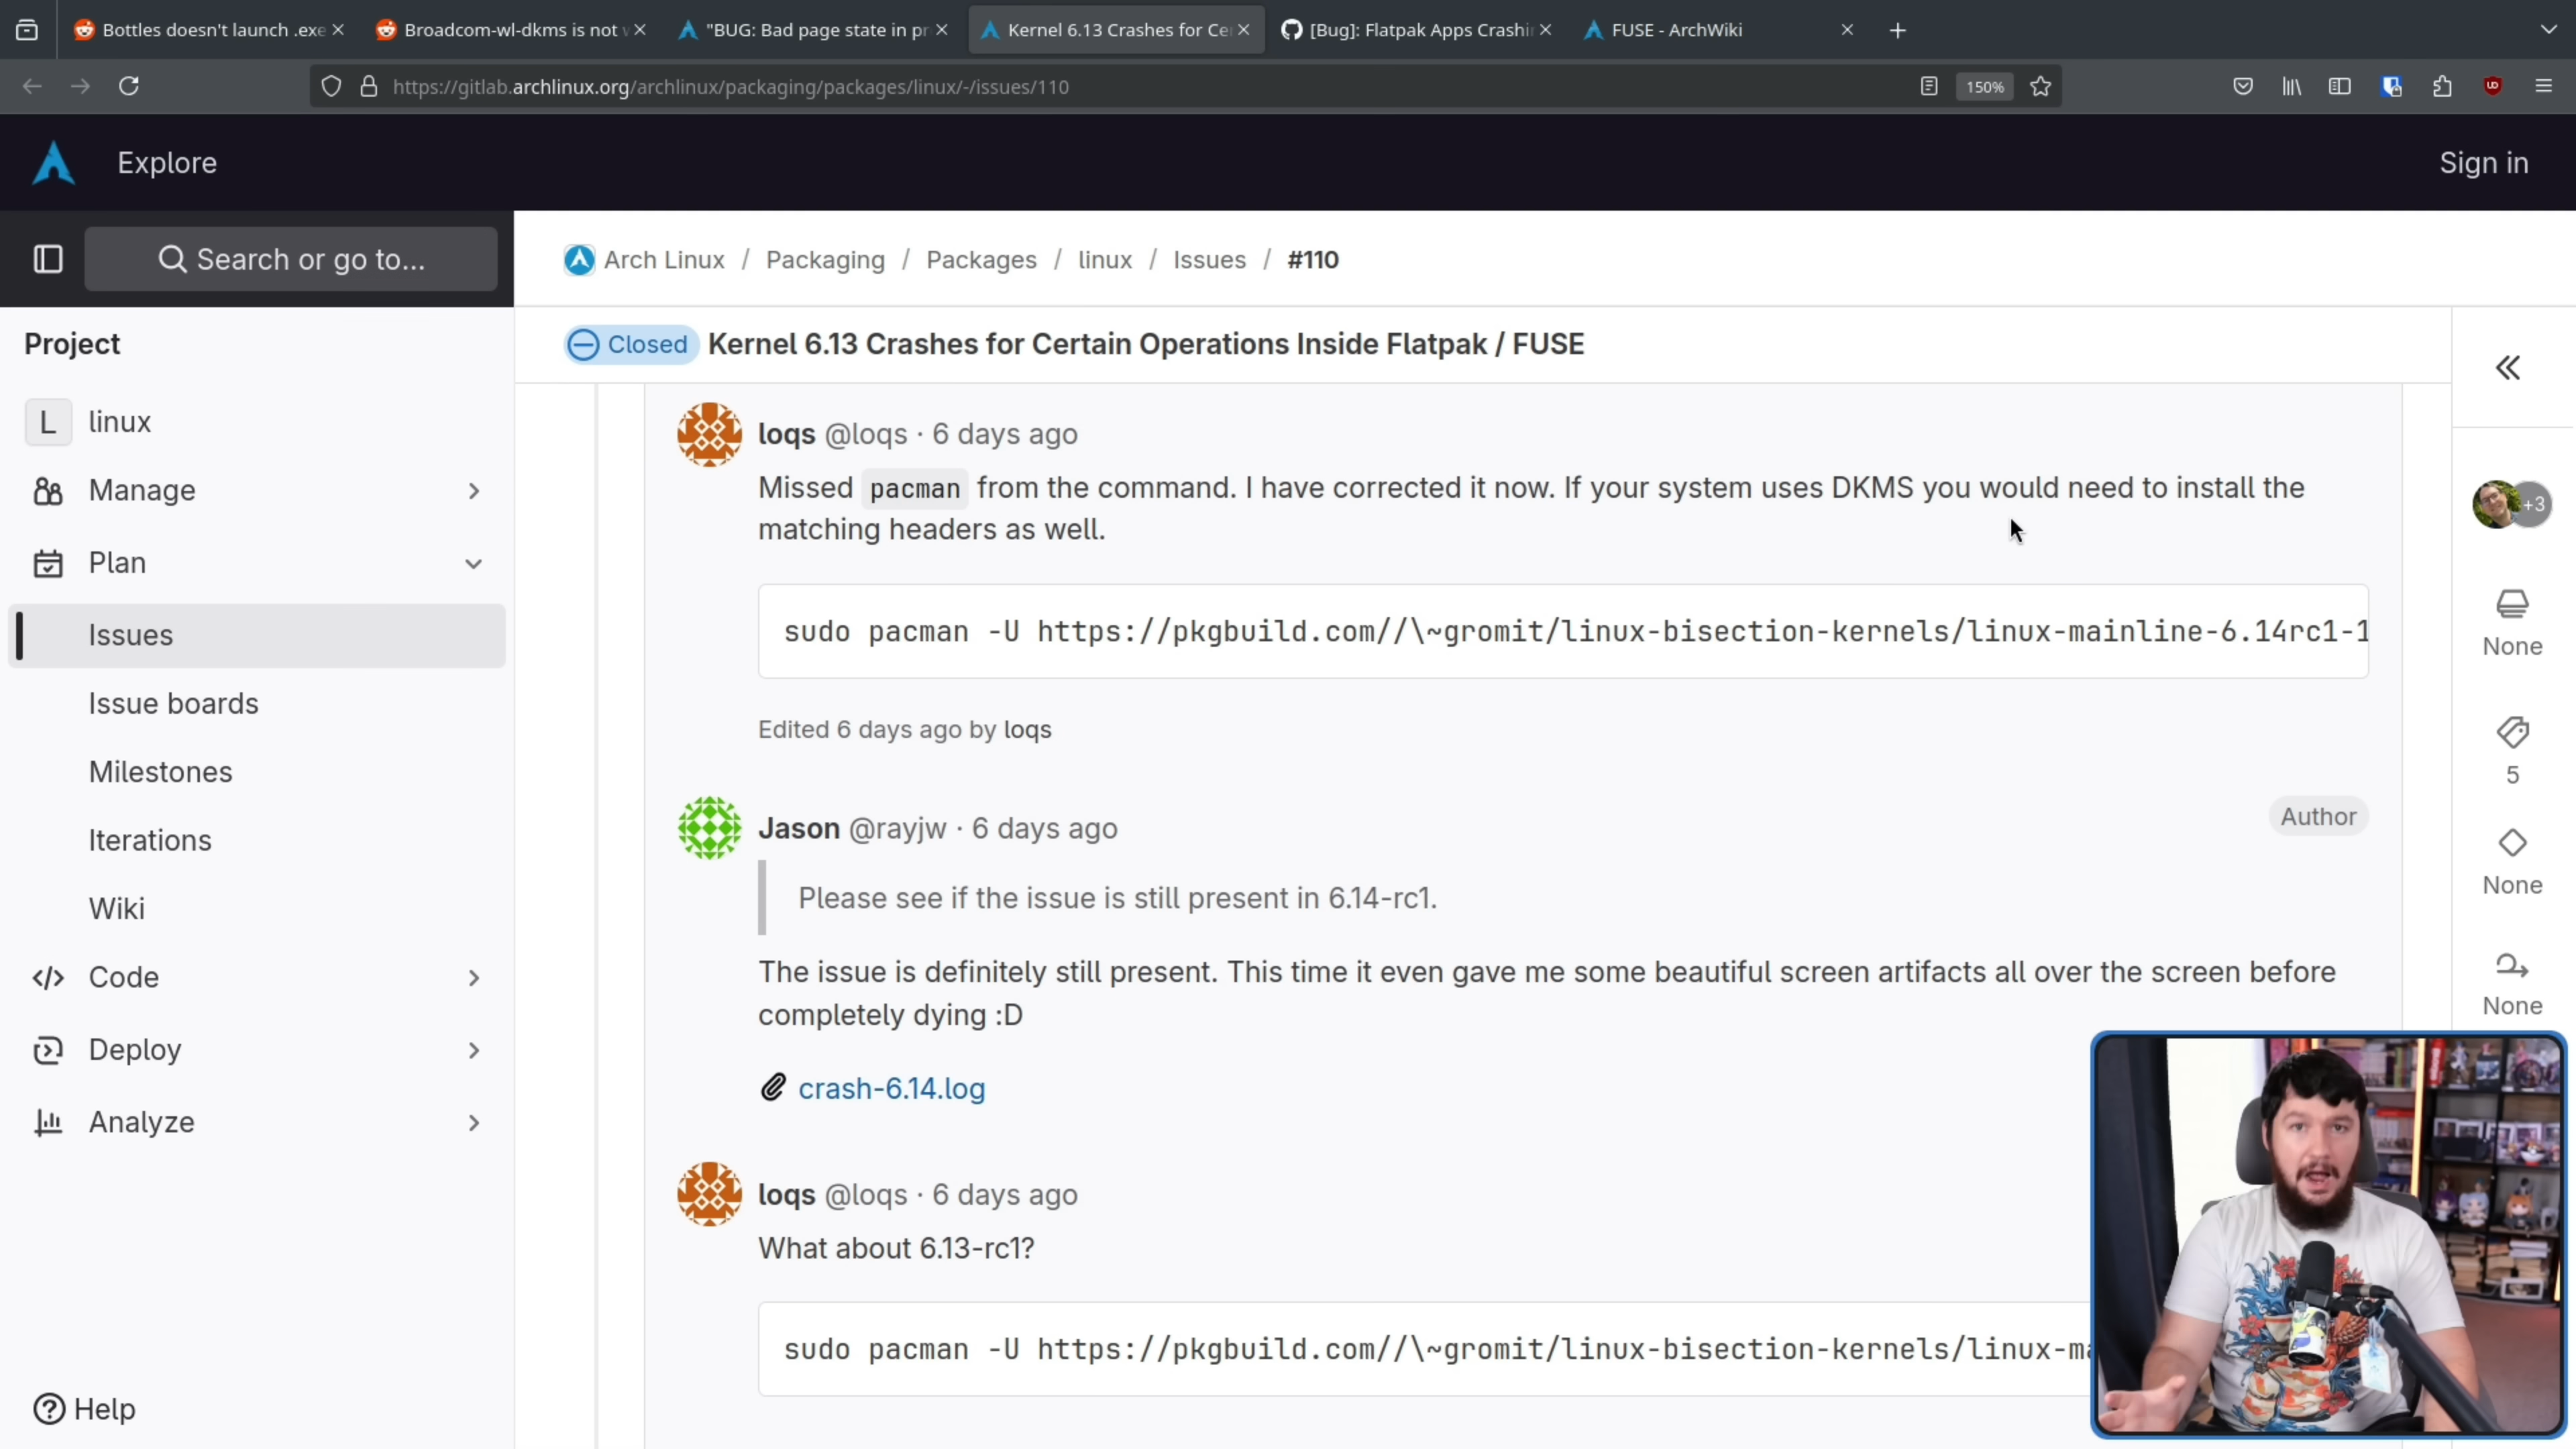 Bottles doesn't launch .exe
Broadcom-wl-dkms is not
"BUG: Bad page state in pr
Kernel 6.13 Crashes for Cer
[Bug]: Flatpak Apps Crashi
FUSE - ArchWiki
https://gitlab.archlinux.org/archlinux/packaging/packages/linux/-/issues/110
150%
Explore
Sign in
Search or go to...
Arch Linux / Packaging / Packages / linux / Issues / #110
Project
Closed Kernel 6.13 Crashes for Certain Operations Inside Flatpak / FUSE
L linux
Manage
Plan
Issues
Issue boards
Milestones
Iterations
Wiki
Code
Deploy
Analyze
Help
loqs @loqs · 6 days ago
Missed pacman from the command. I have corrected it now. If your system uses DKMS you would need to install the
matching headers as well.
sudo pacman -U https://pkgbuild.com//\~gromit/linux-bisection-kernels/linux-mainline-6.14rc1-1
Edited 6 days ago by loqs
Jason @rayjw · 6 days ago
Author
Please see if the issue is still present in 6.14-rc1.
The issue is definitely still present. This time it even gave me some beautiful screen artifacts all over the screen before
completely dying :D
crash-6.14.log
loqs @loqs · 6 days ago
What about 6.13-rc1?
sudo pacman -U https://pkgbuild.com//\~gromit/linux-bisection-kernels/linux-ma
+3
None
5
None
None